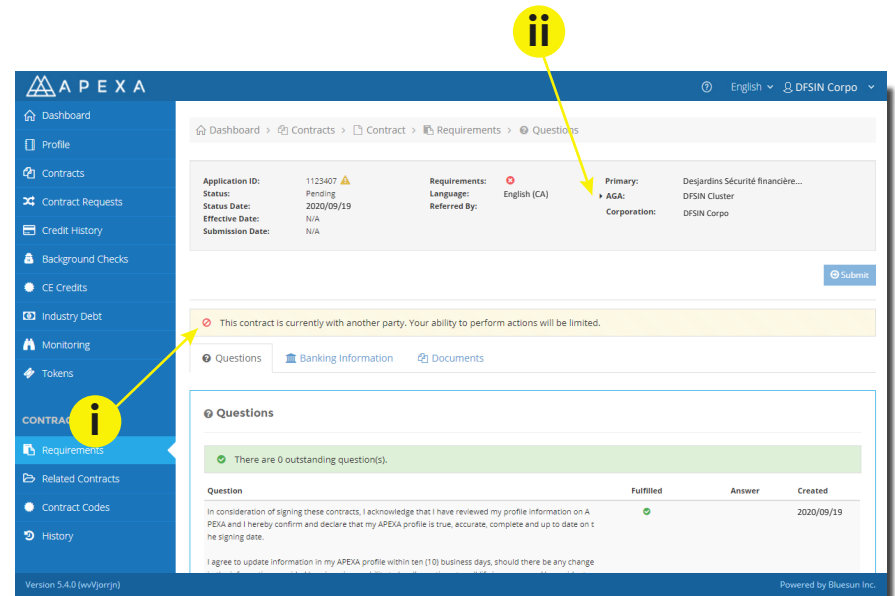 ii
APEXA
English
DFSIN Corpo
Dashboard
Profile
Contracts
Contract Requests
Credit History
Background Checks
CE Credits
Industry Debt
Monitoring
Tokens
CONTRA
i
Requirements
Related Contracts
Contract Codes
History
Dashboard > Contracts > Contract > Requirements > Questions
Application ID: 1123407
Status: Pending
Status Date: 2020/09/19
Effective Date: N/A
Submission Date: N/A
Requirements:
Language: English (CA)
Referred By:
Primary: Desjardins Sécurité financière...
AGA: DFSIN Cluster
Corporation: DFSIN Corpo
Submit
This contract is currently with another party. Your ability to perform actions will be limited.
Questions Banking Information Documents
Questions
There are 0 outstanding question(s).
Question Fulfilled Answer Created
In consideration of signing these contracts, I acknowledge that I have reviewed my profile information on A
PEXA and I hereby confirm and declare that my APEXA profile is true, accurate, complete and up to date on t
he signing date.
2020/09/19
I agree to update information in my APEXA profile within ten (10) business days, should there be any change
Version 5.4.0 (wvVjorrjn)
Powered by Bluesun Inc.